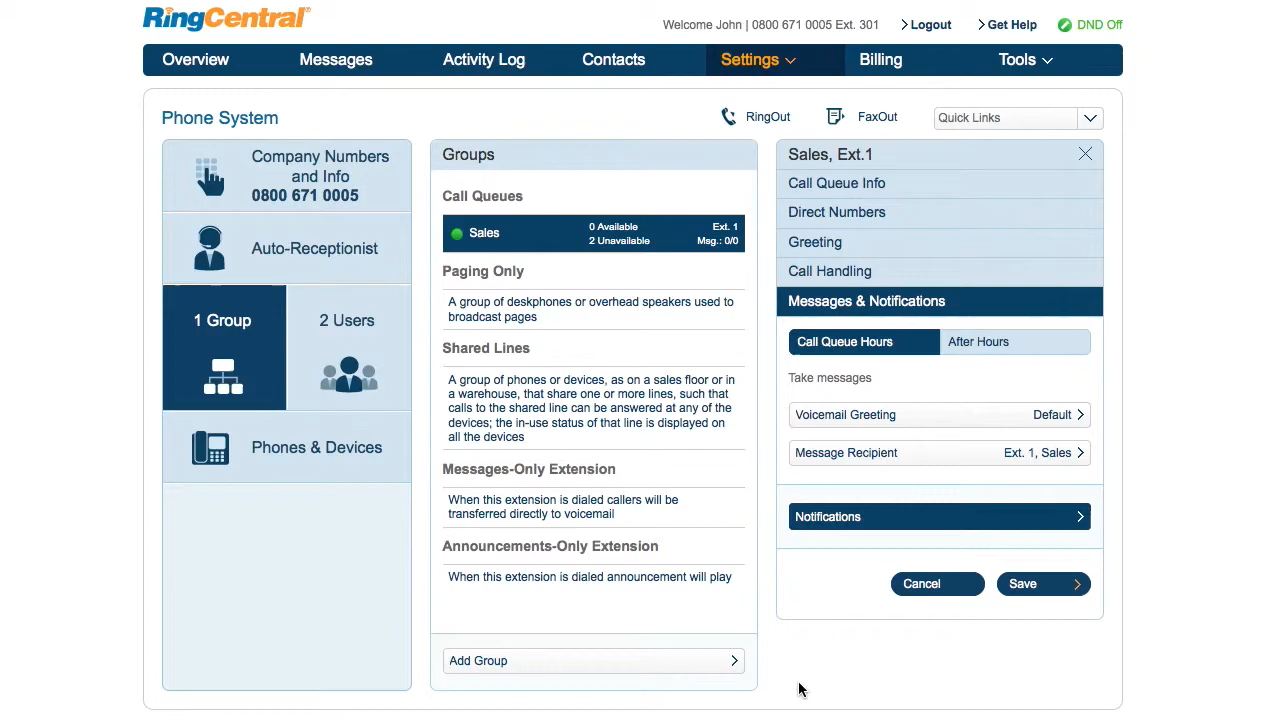 RingCentral
Welcome John | 0800 671 0005 Ext. 301
Logout
Get Help
DND Off
Overview
Messages
Activity Log
Contacts
Settings
Billing
Tools
Phone System
RingOut
FaxOut
Quick Links
Company Numbers
and Info
0800 671 0005
Auto-Receptionist
1 Group
2 Users
Phones & Devices
Groups
Call Queues
Sales
0 Available
Ext. 1
2 Unavailable
Msg.: 0/0
Paging Only
A group of deskphones or overhead speakers used to
broadcast pages
Shared Lines
A group of phones or devices, as on a sales floor or in
a warehouse, that share one or more lines, such that
calls to the shared line can be answered at any of the
devices; the in-use status of that line is displayed on
all the devices
Messages-Only Extension
When this extension is dialed callers will be
transferred directly to voicemail
Announcements-Only Extension
When this extension is dialed announcement will play
Add Group
Sales, Ext.1
Call Queue Info
Direct Numbers
Greeting
Call Handling
Messages & Notifications
Call Queue Hours
After Hours
Take messages
Voicemail Greeting
Default
Message Recipient
Ext. 1, Sales
Notifications
Cancel
Save